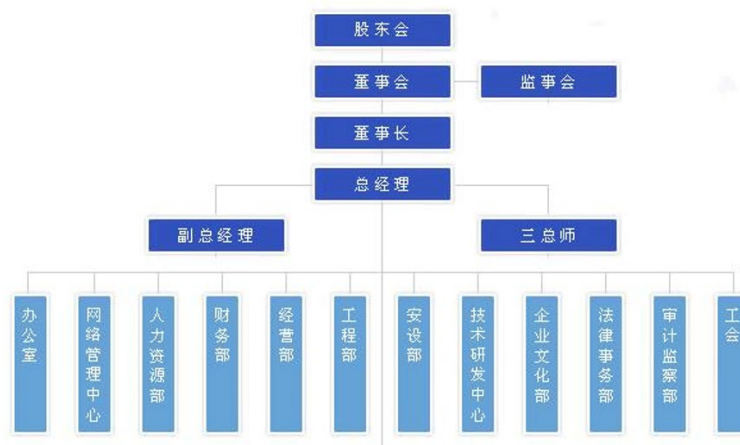 股东会
董事会
监事会
董事长
总经理
副总经理
三总师
办公室
网络管理中心
人力资源部
财务部
经营部
工程部
安设部
技术研发中心
企业文化部
法律事务部
审计监察部
工会